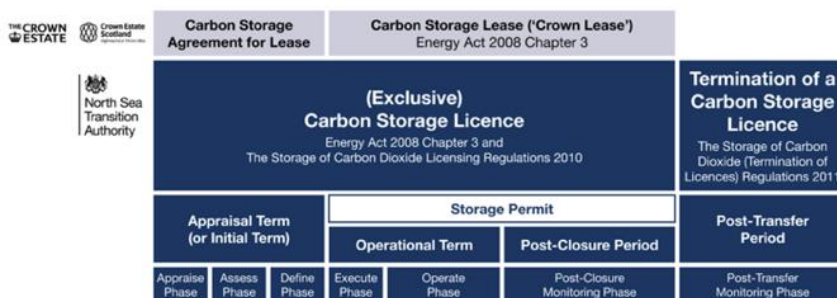 THE CROWN
ESTATE
Crown Estate
Scotland
Carbon Storage
Agreement for Lease
Carbon Storage Lease (‘Crown Lease’)
Energy Act 2008 Chapter 3
North Sea
Transition
Authority
(Exclusive)
Carbon Storage Licence
Energy Act 2008 Chapter 3 and
The Storage of Carbon Dioxide Licensing Regulations 2010
Termination of a
Carbon Storage
Licence
The Storage of Carbon
Dioxide (Termination of
Licences) Regulations 2011
Appraisal Term
(or Initial Term)
Storage Permit
Operational Term
Post-Closure Period
Post-Transfer
Period
Appraise
Phase
Assess
Phase
Define
Phase
Execute
Phase
Operate
Phase
Post-Closure
Monitoring Phase
Post-Transfer
Monitoring Phase